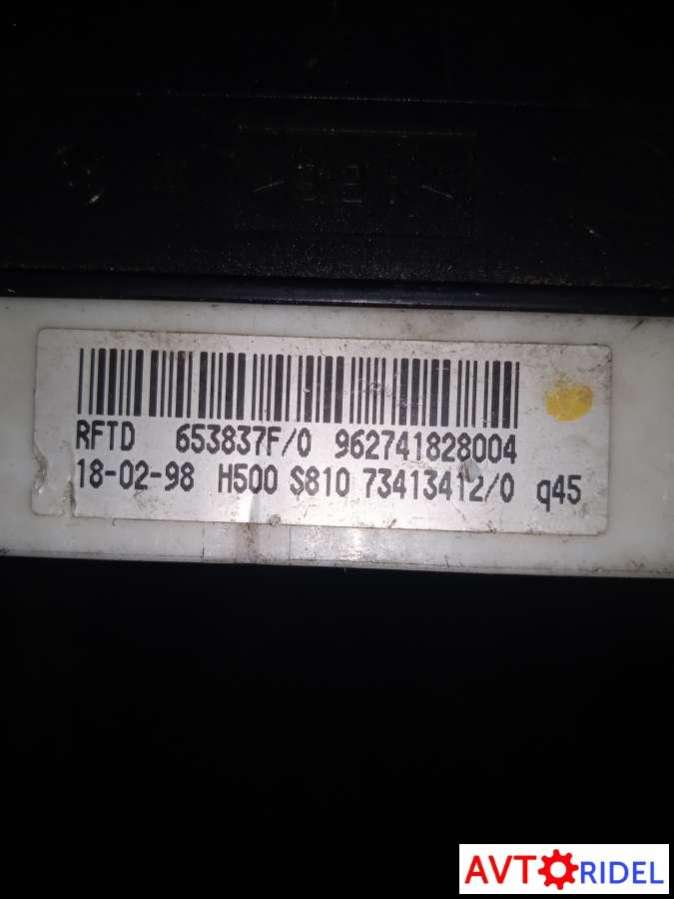 RFTD 653837F/0 962741828004
18-02-98 H500 S810 73413412/0 q45
AVTORIDEL